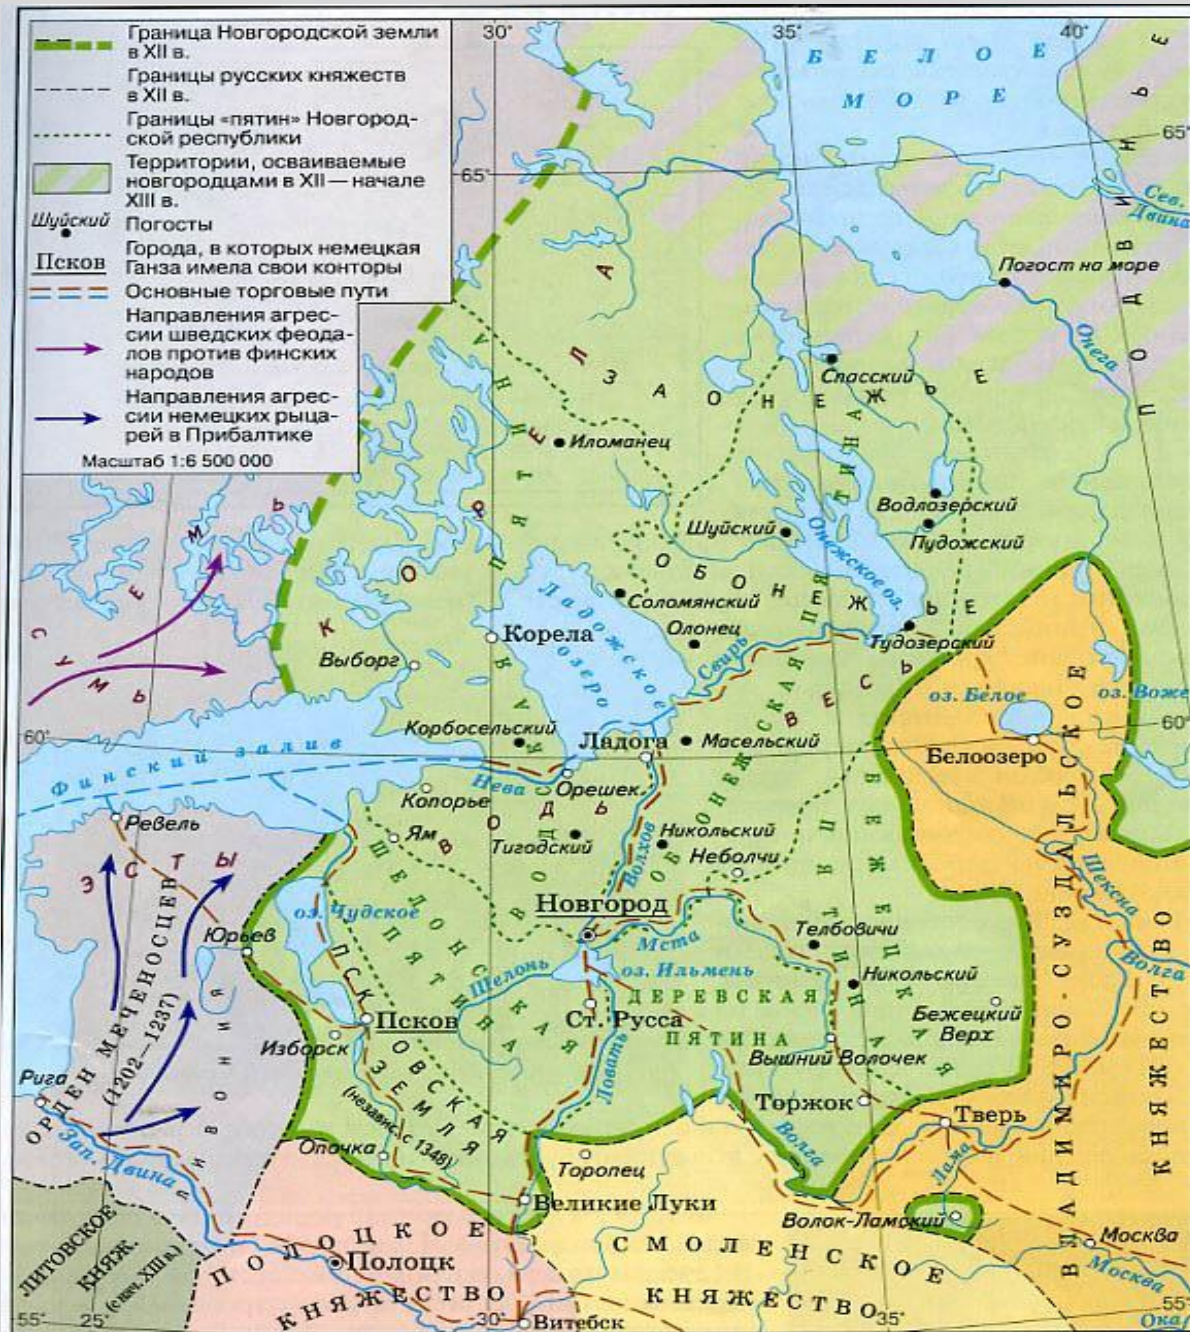 Граница Новгородской земли
в XII в.
Границы русских княжеств
в XII в.
Границы «пятин» Новгород-
ской республики
Территории, осваиваемые
новгородцами в XII — начале
XIII в.
Шуйский
Погосты
Псков
Города, в которых немецкая
Ганза имела свои конторы
Основные торговые пути
Направления агрес-
сии шведских феода-
лов против финских
народов
Направления агрес-
сии немецких рыца-
рей в Прибалтике
Масштаб 1:6 500 000
30°
35°
40°
БЕЛОЕ
МОРЕ
65°
65°
Сев.
Двина
ПОДВИНЬЕ
Погост на море
Онега
Спасский
ЗАОНЕЖЬЕ
КОРЕЛА
Иломанец
Водлозерский
Шуйский
Пудожский
Онежское оз.
ОБОНЕЖЬЕ
СУМЬ
ЕМЬ
Ладожское
озеро
Соломянский
Корела
Олонец
Тудозерский
Выборг
Свирь
ВЕСЬ
оз. Белое
оз. Воже
60°
60°
Финский залив
Корбосельский
Ладога
Масельский
Белоозеро
Нева
Орешек
Копорье
ВОДЬ
Ревель
Ям
Тигодский
Никольский
Неболчи
Волхов
ВОДСКАЯ ПЯТИНА
ОБОНЕЖСКАЯ ПЯТИНА
БЕЖЕЦКАЯ
ПЯТИНА
Шексна
ЭСТЫ
оз. Чудское
Новгород
Юрьев
Мста
Телбовичи
Волга
ШЕЛОНСКАЯ
ПЯТИНА
Шелонь
оз. Ильмень
Никольский
ДЕРЕВСКАЯ
ПЯТИНА
Бежецкий
Верх
Псков
Ст. Русса
Изборск
Вышний Волочек
ПСКОВСКАЯ
ЗЕМЛЯ
(независ. с 1348)
Ловать
Рига
ОРДЕН МЕЧЕНОСЦЕВ
(1202—1237)
ЛИВОНИЯ
Торжок
Тверь
Зап. Двина
Опочка
Торопец
Волга
Лама
ВЛАДИМИРО-СУЗДАЛЬСКОЕ
КНЯЖЕСТВО
Великие Луки
Волок-Ламский
ЛИТОВСКОЕ
КНЯЖ.
(с нач. XIIIв.)
ПОЛОЦКОЕ
КНЯЖЕСТВО
Полоцк
СМОЛЕНСКОЕ
КНЯЖЕСТВО
Москва
Москва
55°
25°
30°
Витебск
35°
55°
Ока